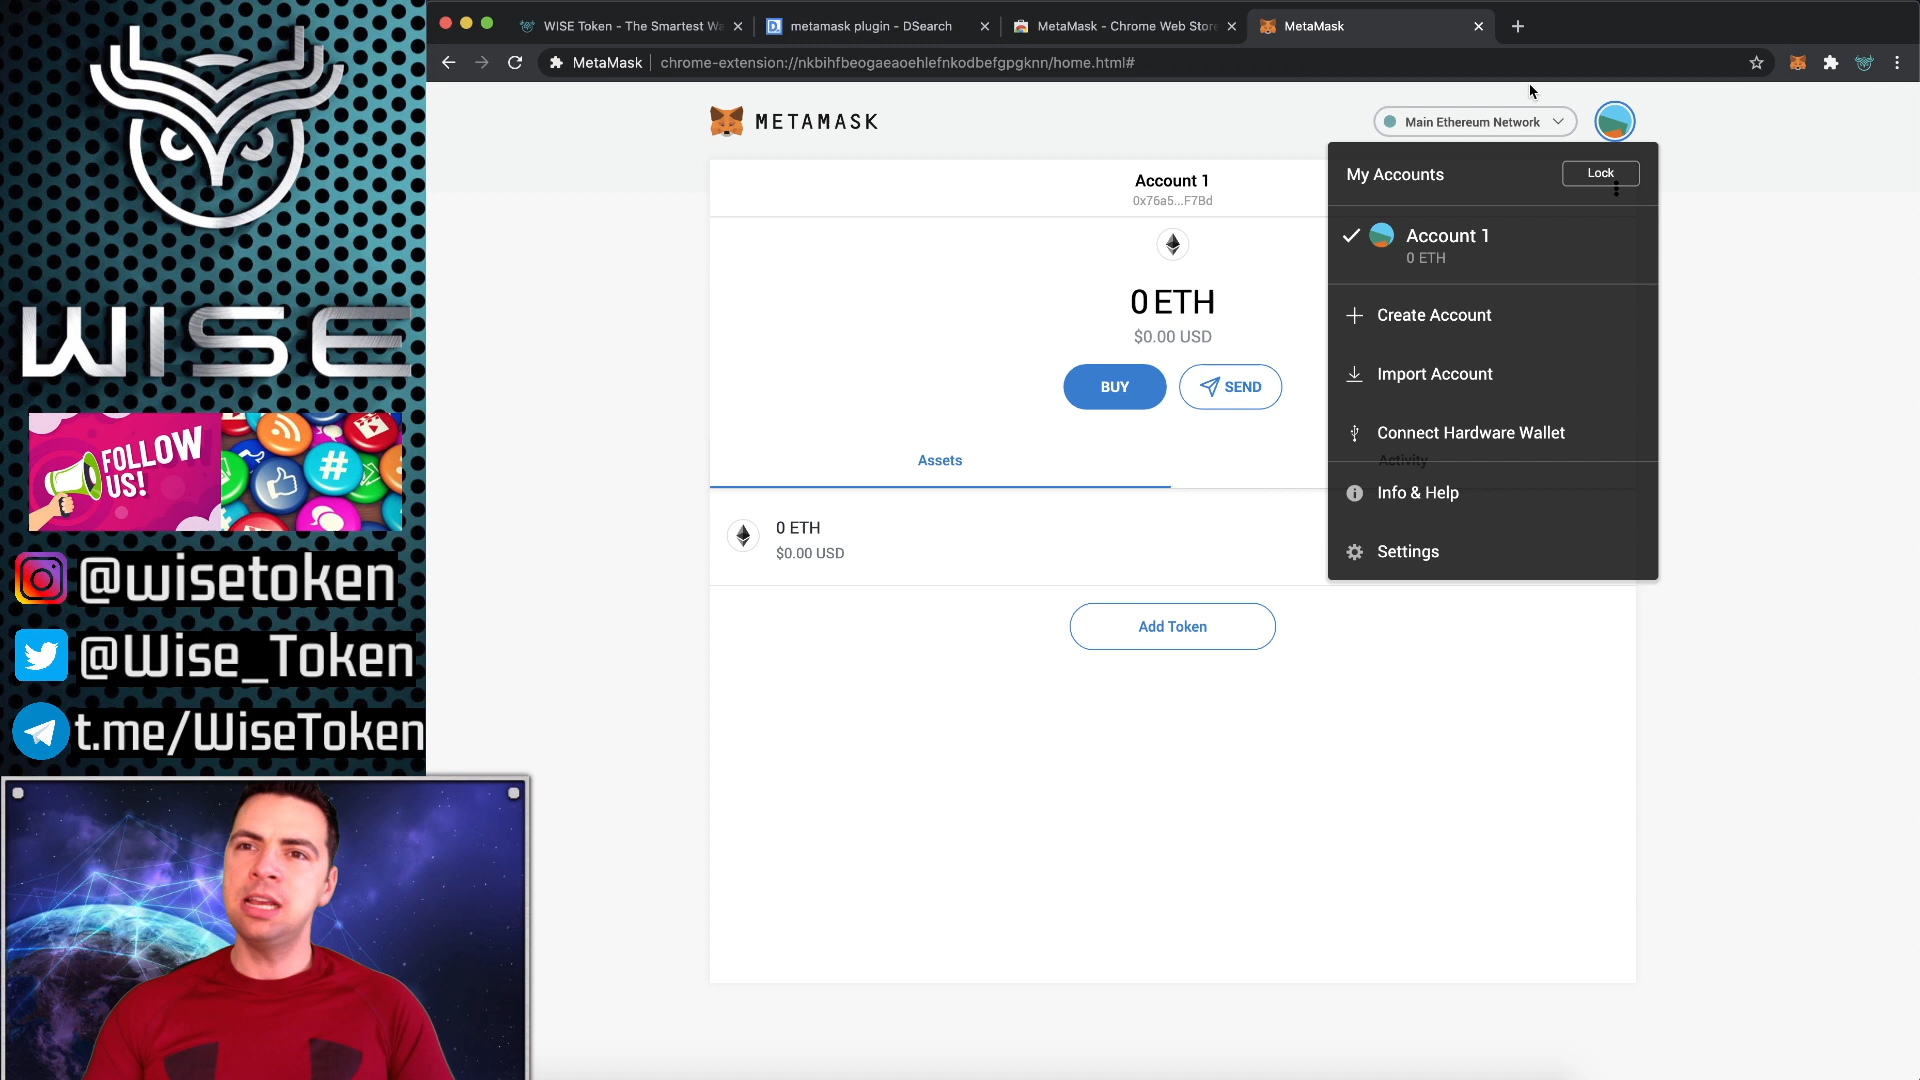 WISE
FOLLOW
US!
#
@wisetoken
@Wise_Token
t.me/WiseToken
WISE Token - The Smartest Wa
metamask plugin - DSearch
MetaMask - Chrome Web Store
MetaMask
MetaMask
chrome-extension://nkbihfbeogaeaoehlefnkodbefgpgknn/home.html#
METAMASK
Main Ethereum Network
Account 1
0x76a5...F7Bd
0 ETH
$0.00 USD
BUY
SEND
Assets
Activity
0 ETH
$0.00 USD
Add Token
My Accounts
Lock
Account 1
0 ETH
Create Account
Import Account
Connect Hardware Wallet
Info & Help
Settings